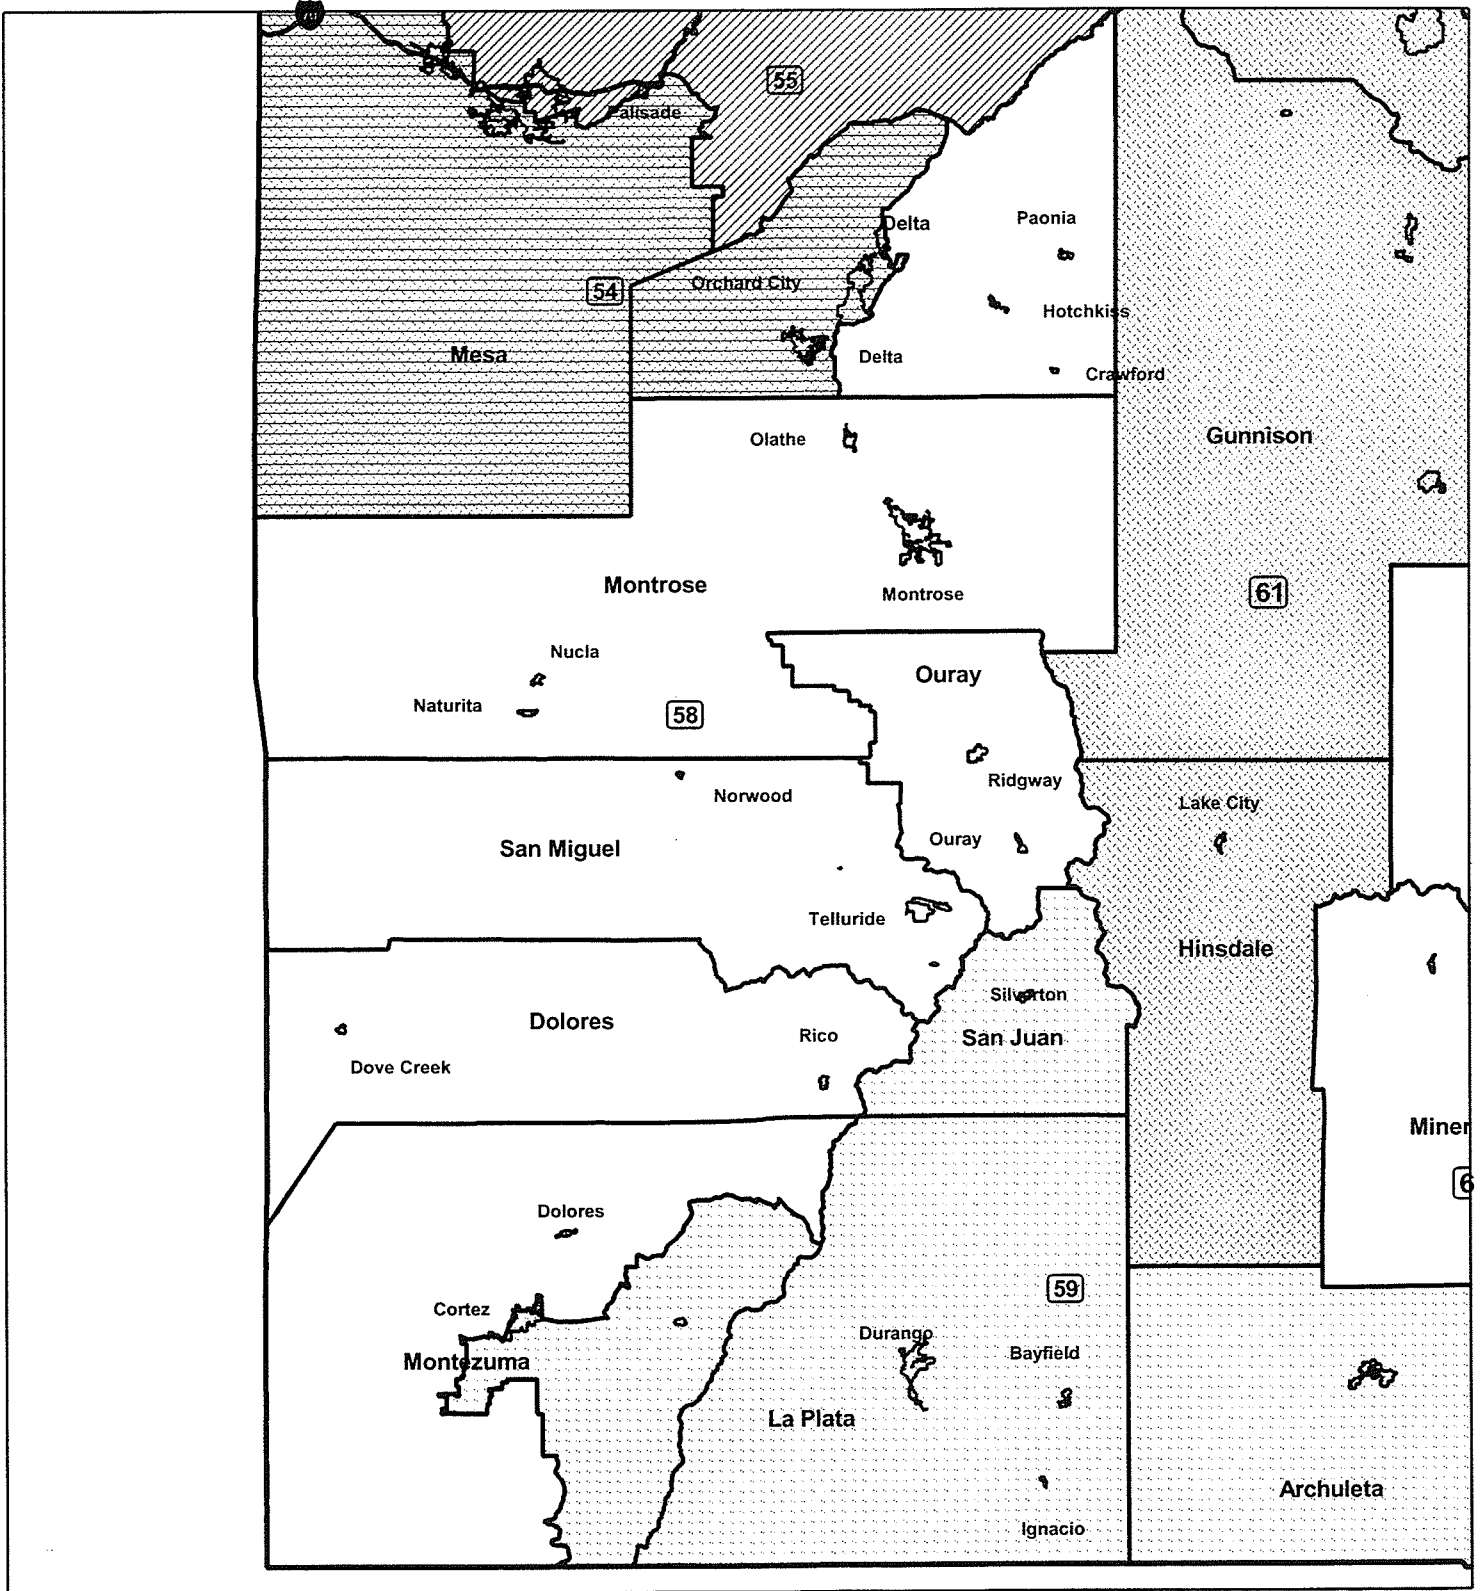 55
Palisade
Delta
Paonia
Orchard City
54
Hotchkiss
Mesa
Delta
Crawford
Olathe
Gunnison
Montrose
61
Montrose
Nucla
Ouray
Naturita
58
Ridgway
Norwood
Lake City
Ouray
San Miguel
Telluride
Hinsdale
Silverton
Dolores
Rico
San Juan
Dove Creek
Miner
6
Dolores
59
Cortez
Durango
Bayfield
Montezuma
La Plata
Archuleta
Ignacio